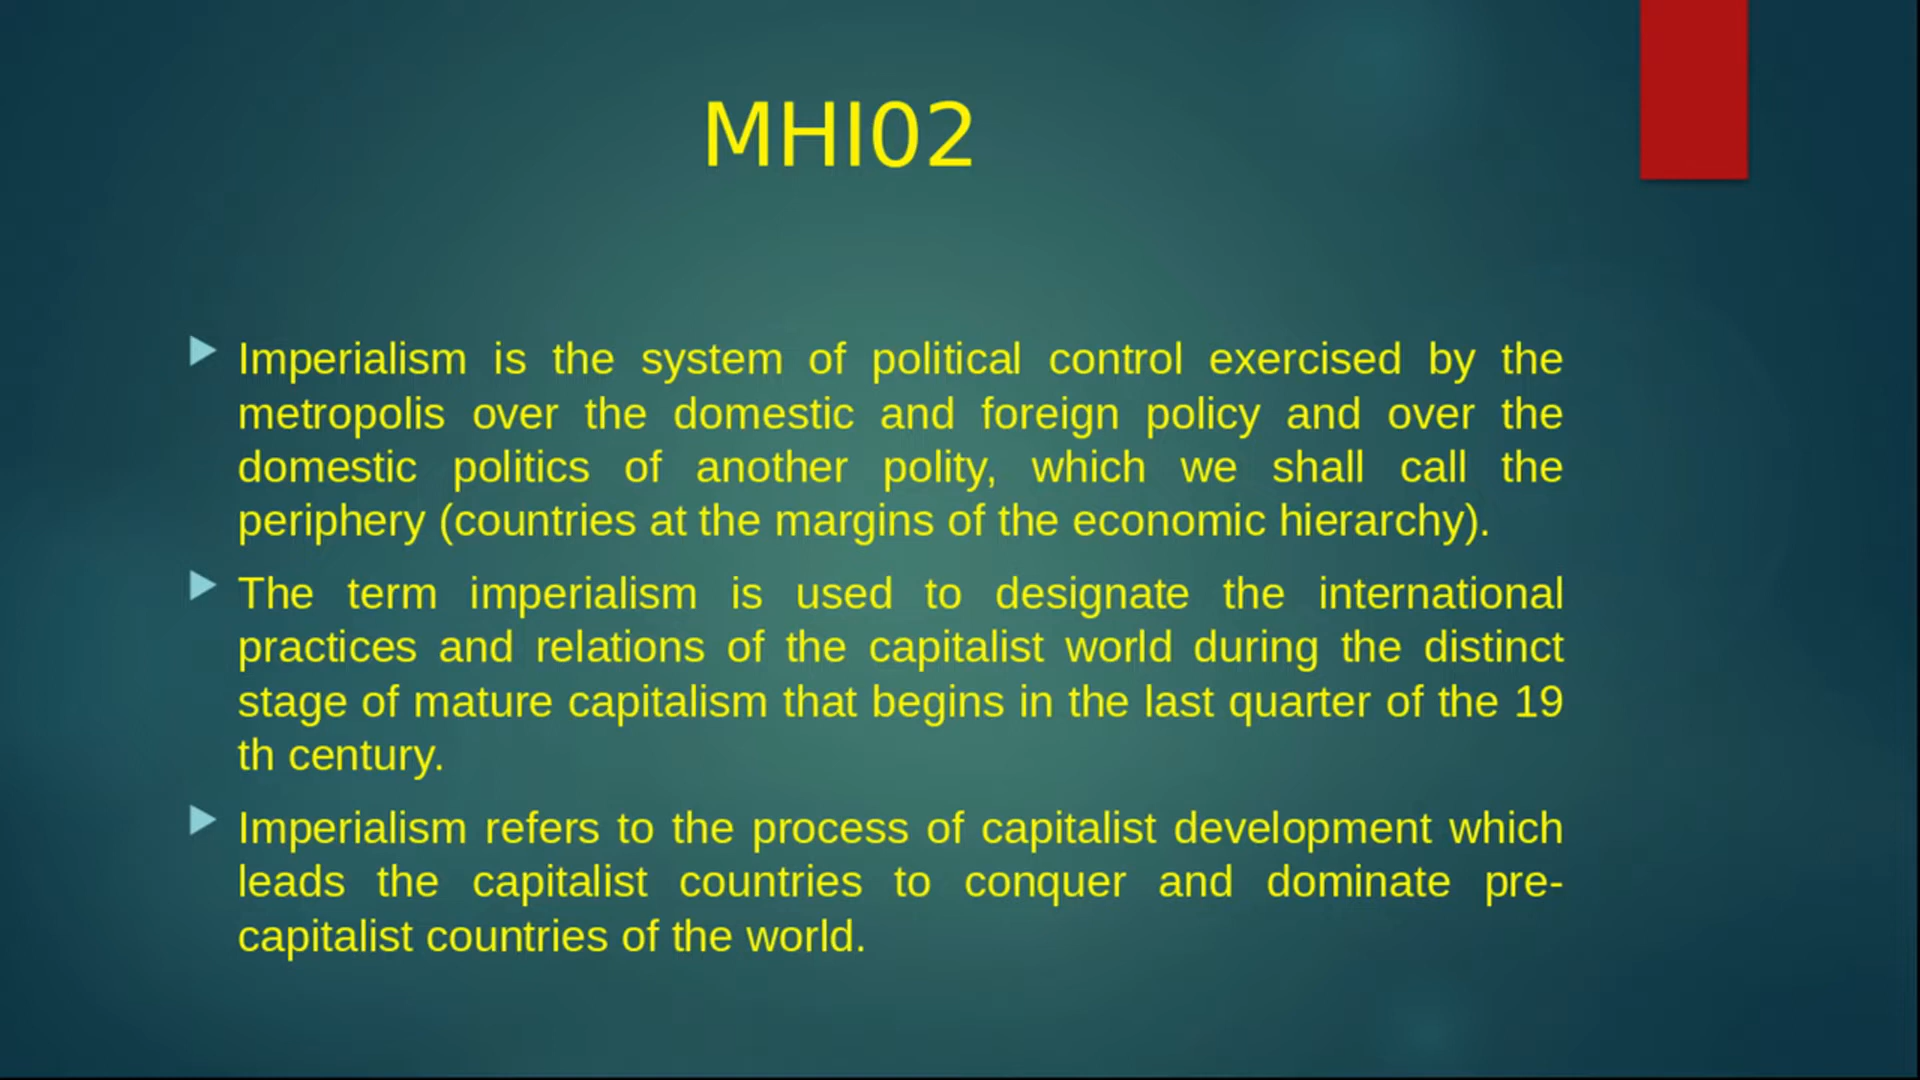 MHI02
Imperialism is the system of political control exercised by the
metropolis over the domestic and foreign policy and over the
domestic politics of another polity, which we shall call the
periphery (countries at the margins of the economic hierarchy).
The term imperialism is used to designate the international
practices and relations of the capitalist world during the distinct
stage of mature capitalism that begins in the last quarter of the 19
th century.
Imperialism refers to the process of capitalist development which
leads the capitalist countries to conquer and dominate pre-
capitalist countries of the world.